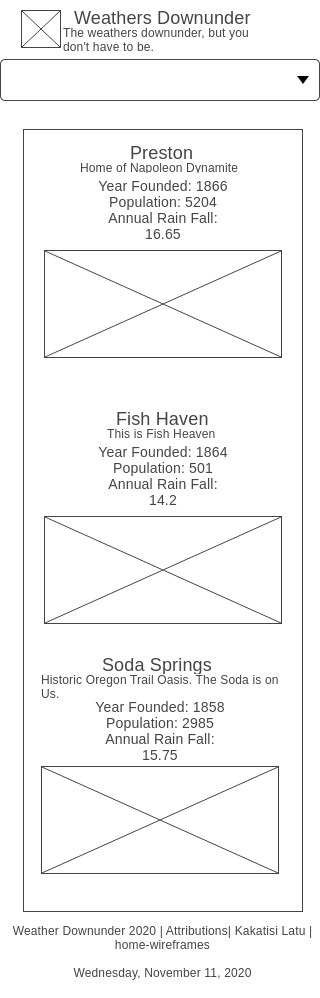 Weathers Downunder
The weathers downunder, but you
don't have to be.
Preston
Home of Napoleon Dynamite
Year Founded: 1866
Population: 5204
Annual Rain Fall:
16.65
Fish Haven
This is Fish Heaven
Year Founded: 1864
Population: 501
Annual Rain Fall:
14.2
Soda Springs
Historic Oregon Trail Oasis. The Soda is on
Us.
Year Founded: 1858
Population: 2985
Annual Rain Fall:
15.75
Weather Downunder 2020 | Attributions| Kakatisi Latu |
home-wireframes
Wednesday, November 11, 2020